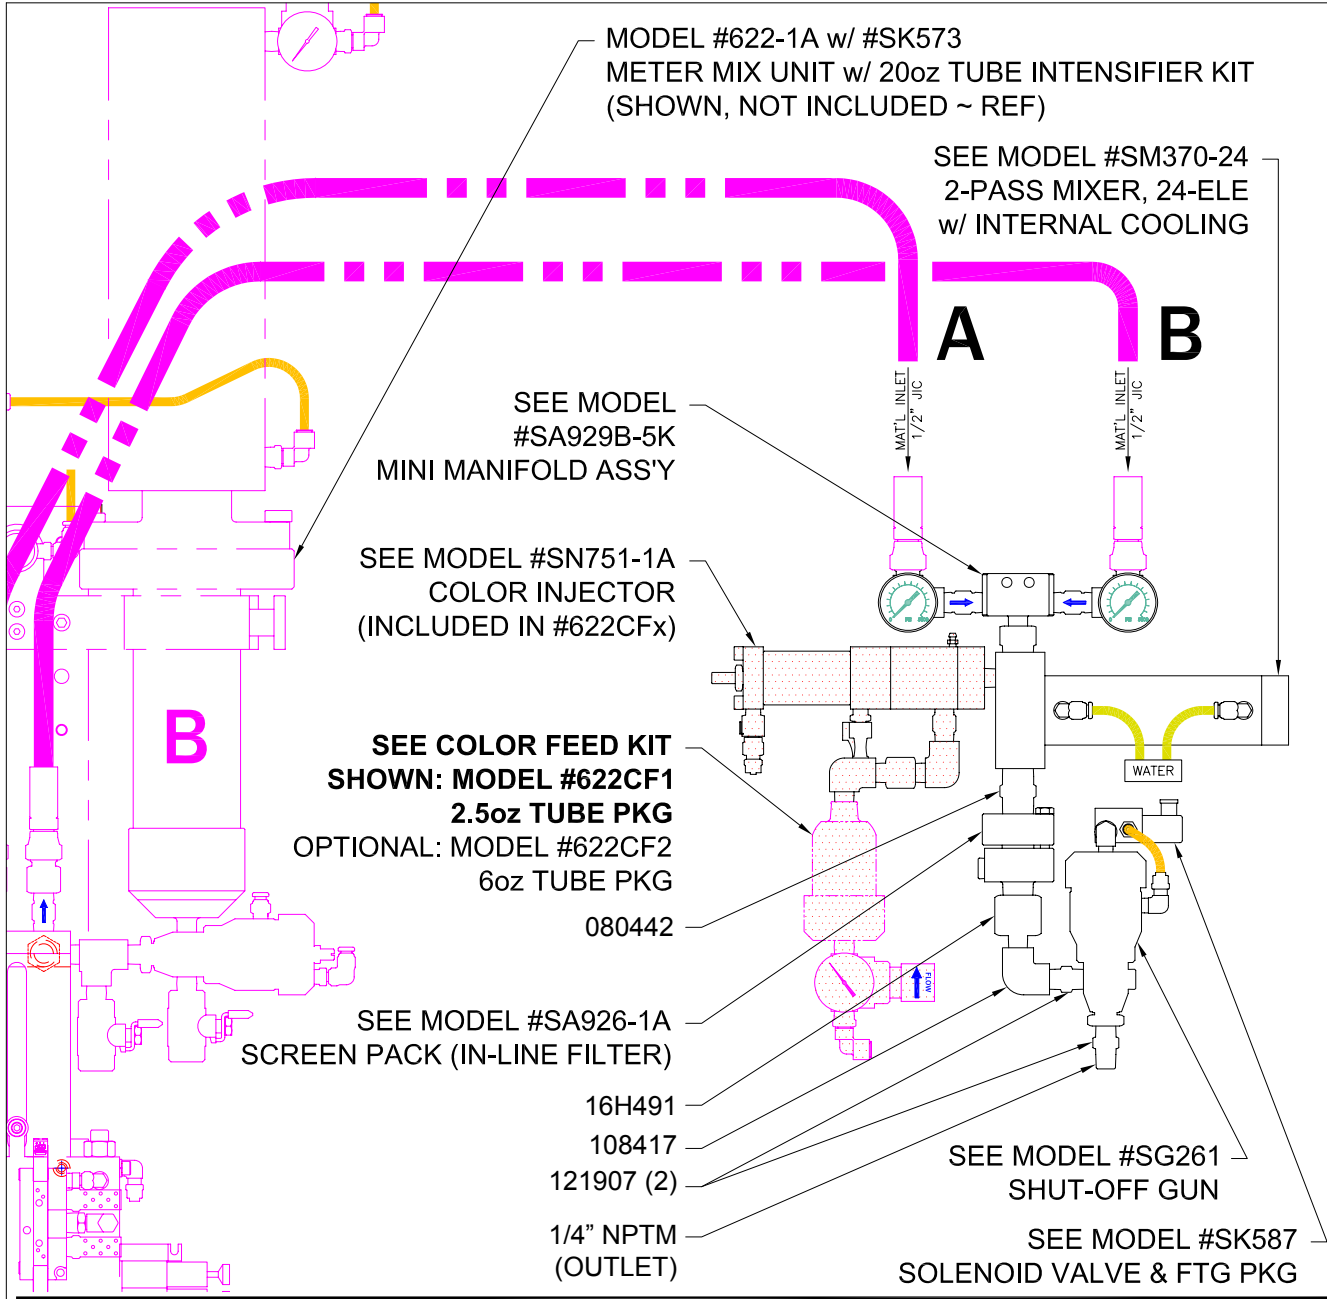 MODEL #622-1A w/ #SK573
METER MIX UNIT w/ 20oz TUBE INTENSIFIER KIT
(SHOWN, NOT INCLUDED ~ REF)
SEE MODEL #SM370-24
2-PASS MIXER, 24-ELE
w/ INTERNAL COOLING
A
B
MAT'L INLET
1/2" JIC
MAT'L INLET
1/2" JIC
SEE MODEL
#SA929B-5K
MINI MANIFOLD ASS'Y
SEE MODEL #SN751-1A
COLOR INJECTOR
(INCLUDED IN #622CFx)
PSI
PSI
B
SEE COLOR FEED KIT
SHOWN: MODEL #622CF1
2.5oz TUBE PKG
OPTIONAL: MODEL #622CF2
6oz TUBE PKG
WATER
080442
FLOW
SEE MODEL #SA926-1A
SCREEN PACK (IN-LINE FILTER)
16H491
108417
121907 (2)
1/4” NPTM
(OUTLET)
SEE MODEL #SG261
SHUT-OFF GUN
SEE MODEL #SK587
SOLENOID VALVE & FTG PKG